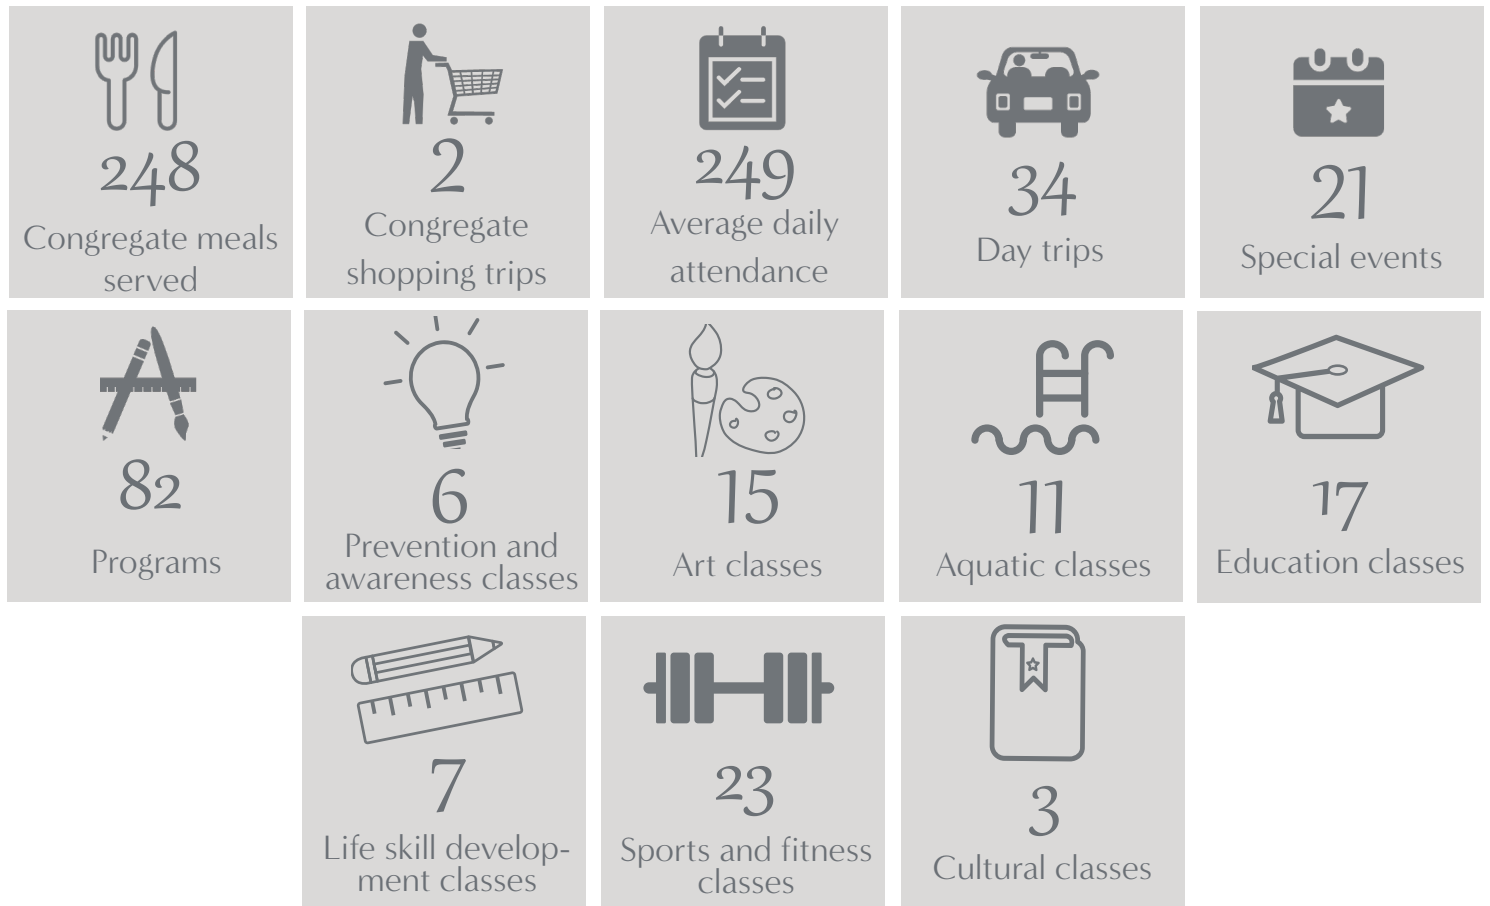 248
Congregate meals
served
2
Congregate
shopping trips
249
Average daily
attendance
34
Day trips
21
Special events
82
Programs
6
Prevention and
awareness classes
15
Art classes
11
Aquatic classes
17
Education classes
7
Life skill develop-
ment classes
23
Sports and fitness
classes
3
Cultural classes